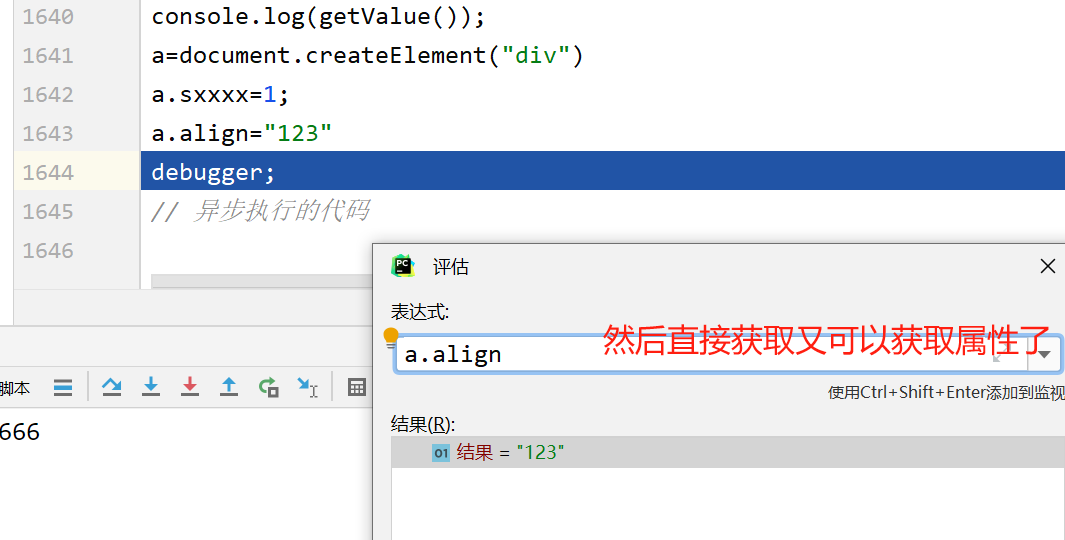 1640 console.log(getValue());
1641 a=document.createElement("div")
1642 a.sxxxx=1;
1643 a.align="123"
1644 debugger;
1645 // 异步执行的代码
1646
PC 评估
表达式:
a.align 然后直接获取又可以获取属性了
脚本
使用Ctrl+Shift+Enter添加到监视
666
结果(R):
01 结果 = "123"